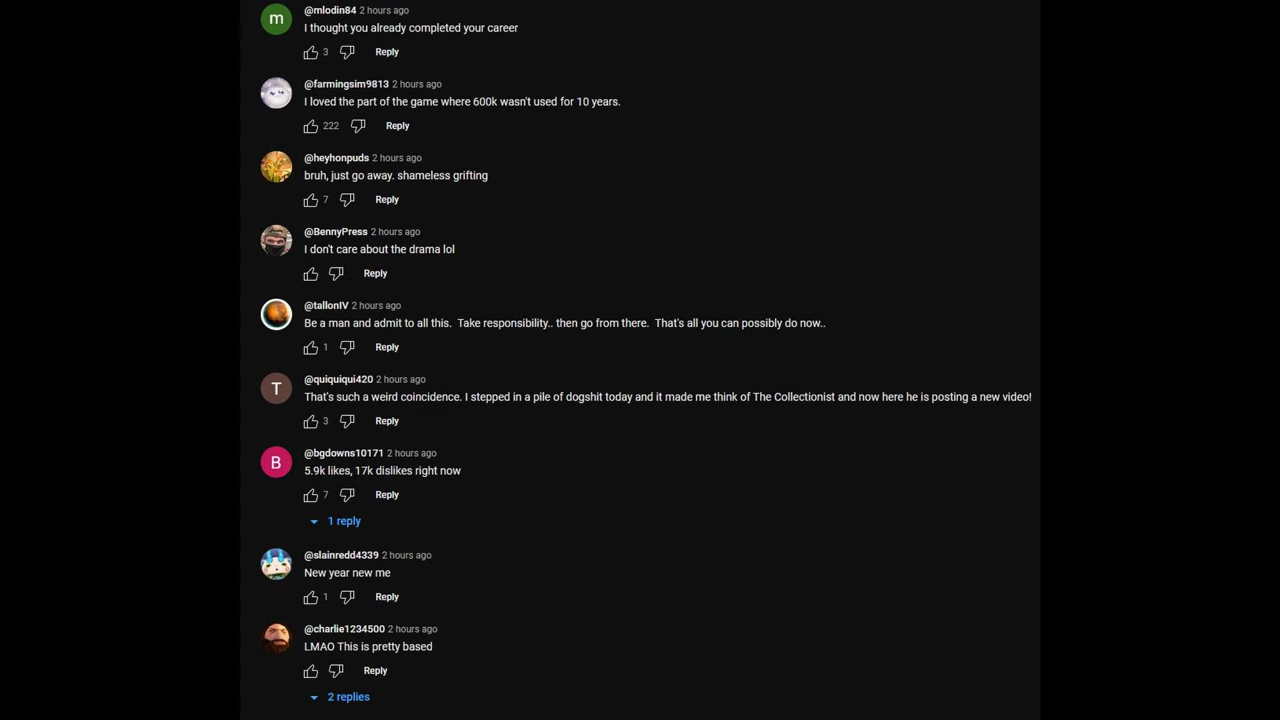 m
@mlodin84 2 hours ago
I thought you already completed your career
3 Reply
@farmingsim9813 2 hours ago
I loved the part of the game where 600k wasn't used for 10 years.
222 Reply
@heyhonpuds 2 hours ago
bruh, just go away. shameless grifting
7 Reply
@BennyPress 2 hours ago
I don't care about the drama lol
Reply
@tallonIV 2 hours ago
Be a man and admit to all this.  Take responsibility.. then go from there.  That's all you can possibly do now..
1 Reply
T
@quiquiqui420 2 hours ago
That's such a weird coincidence. I stepped in a pile of dogshit today and it made me think of The Collectionist and now here he is posting a new video!
3 Reply
B
@bgdowns10171 2 hours ago
5.9k likes, 17k dislikes right now
7 Reply
1 reply
@slainredd4339 2 hours ago
New year new me
1 Reply
@charlie1234500 2 hours ago
LMAO This is pretty based
Reply
2 replies